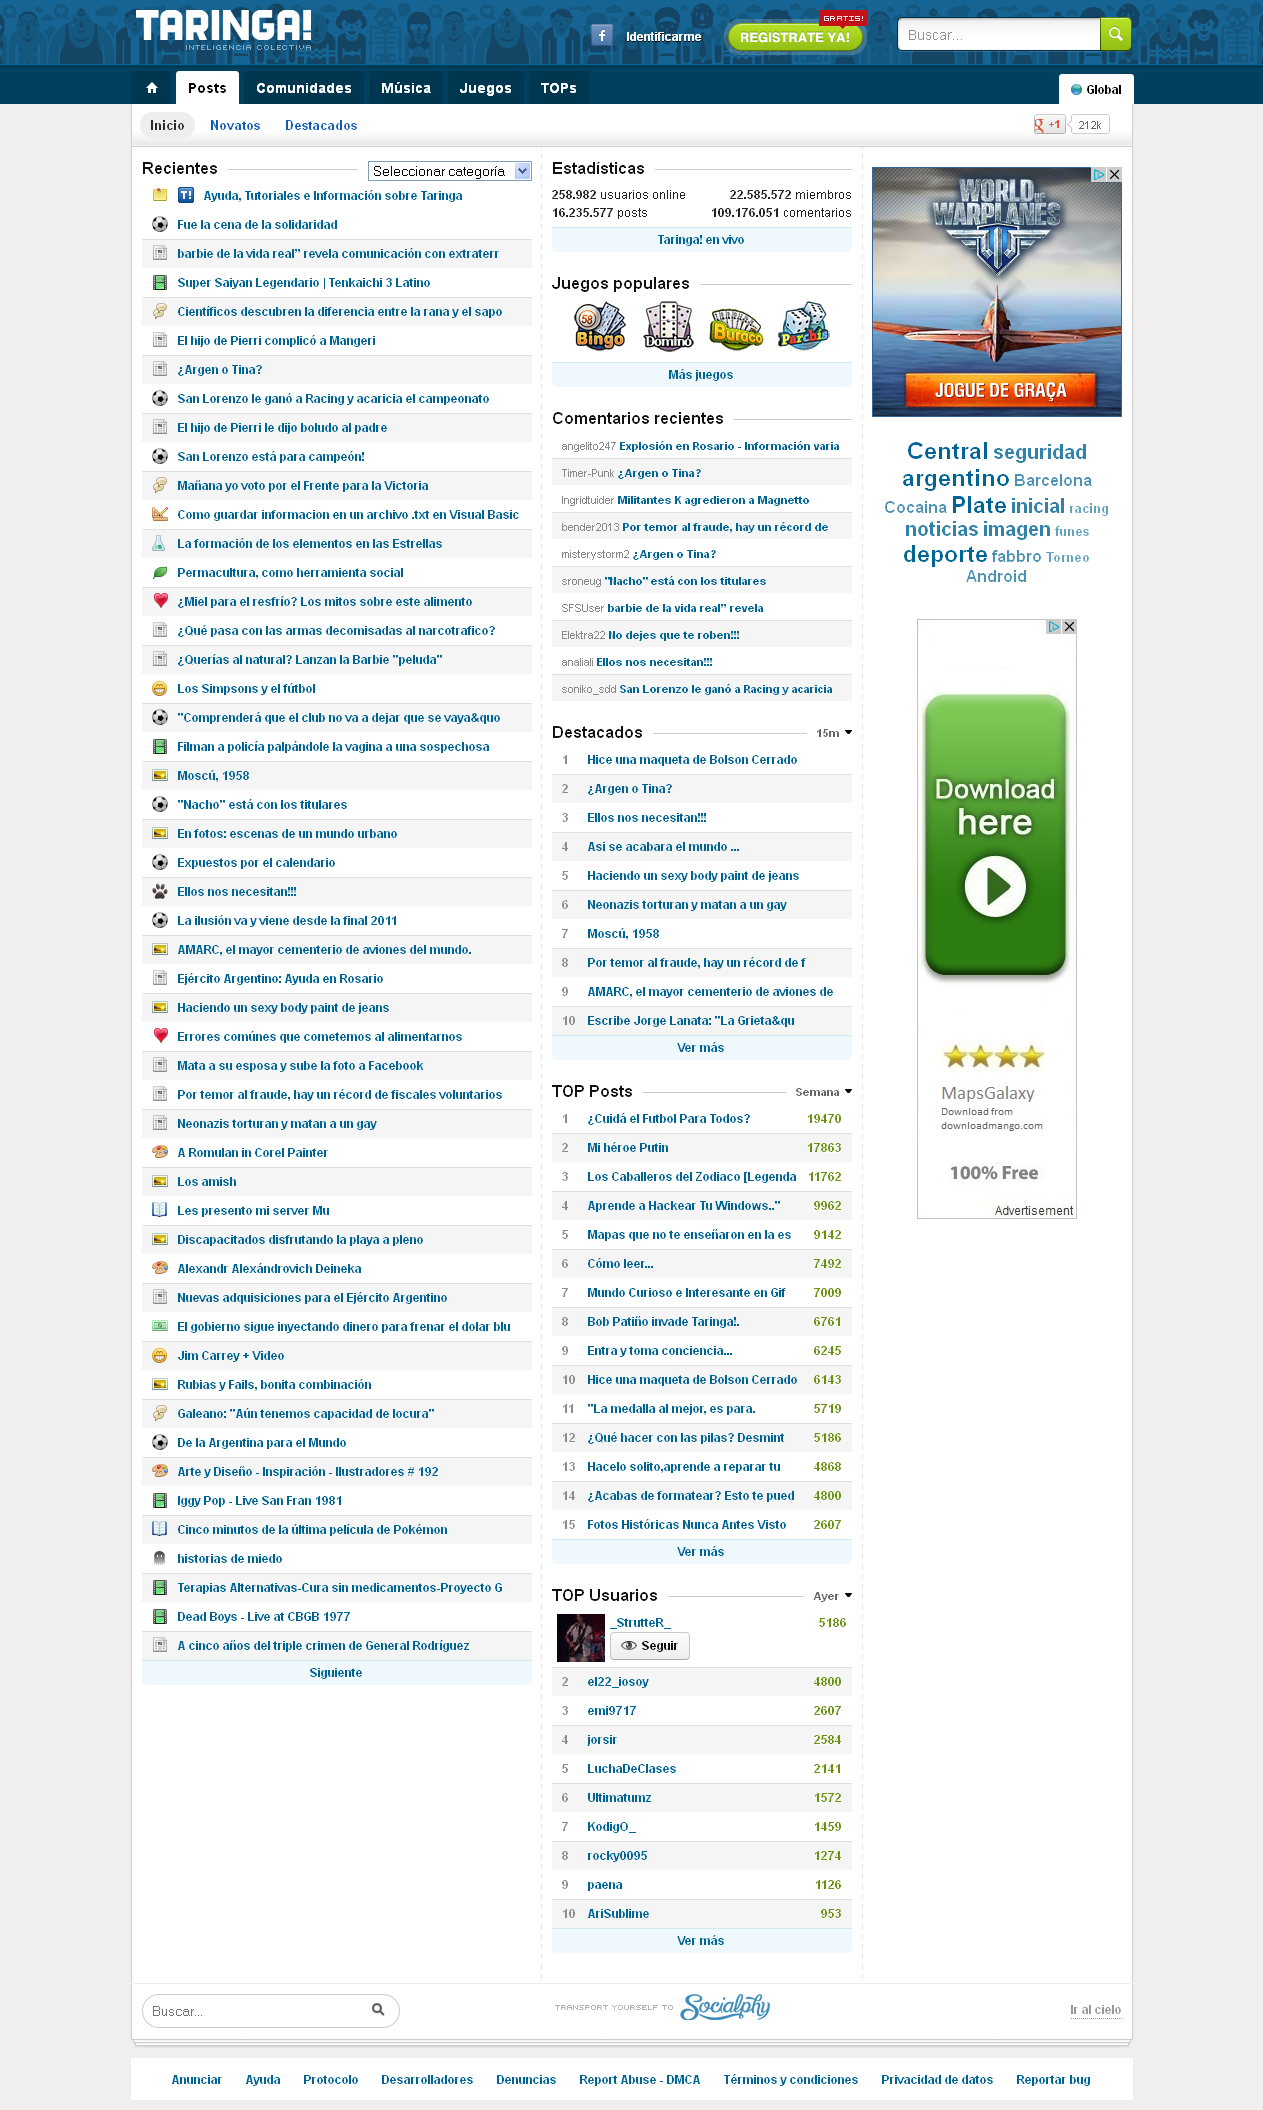 TARINGA!
INTELIGENCIA COLECTIVA
Identificarme
GRATIS!
REGISTRATE YA!
Buscar...
Posts
Comunidades
Música
Juegos
TOPs
Global
Inicio
Novatos
Destacados
+1
212k
Recientes
Seleccionar categoría
T! Ayuda, Tutoriales e Información sobre Taringa
Fue la cena de la solidaridad
barbie de la vida real” revela comunicación con extraterr
Super Saiyan Legendario | Tenkaichi 3 Latino
Científicos descubren la diferencia entre la rana y el sapo
El hijo de Pierri complicó a Mangeri
¿Argen o Tina?
San Lorenzo le ganó a Racing y acaricia el campeonato
El hijo de Pierri le dijo boludo al padre
San Lorenzo está para campeón!
Mañana yo voto por el Frente para la Victoria
Como guardar informacion en un archivo .txt en Visual Basic
La formación de los elementos en las Estrellas
Permacultura, como herramienta social
¿Miel para el resfrío? Los mitos sobre este alimento
¿Qué pasa con las armas decomisadas al narcotrafico?
¿Querías al natural? Lanzan la Barbie "peluda"
Los Simpsons y el fútbol
"Comprenderá que el club no va a dejar que se vaya&quo
Filman a policía palpándole la vagina a una sospechosa
Moscú, 1958
"Nacho" está con los titulares
En fotos: escenas de un mundo urbano
Expuestos por el calendario
Ellos nos necesitan!!!
La ilusión va y viene desde la final 2011
AMARC, el mayor cementerio de aviones del mundo.
Ejército Argentino: Ayuda en Rosario
Haciendo un sexy body paint de jeans
Errores comúnes que cometemos al alimentarnos
Mata a su esposa y sube la foto a Facebook
Por temor al fraude, hay un récord de fiscales voluntarios
Neonazis torturan y matan a un gay
A Romulan in Corel Painter
Los amish
Les presento mi server Mu
Discapacitados disfrutando la playa a pleno
Alexandr Alexándrovich Deineka
Nuevas adquisiciones para el Ejército Argentino
El gobierno sigue inyectando dinero para frenar el dolar blu
Jim Carrey + Video
Rubias y Fails, bonita combinación
Galeano: "Aún tenemos capacidad de locura"
De la Argentina para el Mundo
Arte y Diseño - Inspiración - Ilustradores # 192
Iggy Pop - Live San Fran 1981
Cinco minutos de la última película de Pokémon
historias de miedo
Terapias Alternativas-Cura sin medicamentos-Proyecto G
Dead Boys - Live at CBGB 1977
A cinco años del triple crimen de General Rodríguez
Siguiente
Estadísticas
258.982 usuarios online 22.585.572 miembros
16.235.577 posts 109.176.051 comentarios
Taringa! en vivo
Juegos populares
58
Bingo
Dominó
Buraco
Parchis
Más juegos
Comentarios recientes
angelito247 Explosión en Rosario - Información varia
Timer-Punk ¿Argen o Tina?
Ingridtuider Militantes K agredieron a Magnetto
bender2013 Por temor al fraude, hay un récord de
misterystorm2 ¿Argen o Tina?
sroneug "Nacho" está con los titulares
SFSUser barbie de la vida real” revela
Elektra22 No dejes que te roben!!!
analiali Ellos nos necesitan!!!
soniko_sdd San Lorenzo le ganó a Racing y acaricia
Destacados 15m
1 Hice una maqueta de Bolson Cerrado
2 ¿Argen o Tina?
3 Ellos nos necesitan!!!
4 Asi se acabara el mundo ...
5 Haciendo un sexy body paint de jeans
6 Neonazis torturan y matan a un gay
7 Moscú, 1958
8 Por temor al fraude, hay un récord de f
9 AMARC, el mayor cementerio de aviones de
10 Escribe Jorge Lanata: "La Grieta&qu
Ver más
TOP Posts Semana
1 ¿Cuidá el Futbol Para Todos? 19470
2 Mi héroe Putin 17863
3 Los Caballeros del Zodiaco [Legenda 11762
4 Aprende a Hackear Tu Windows.." 9962
5 Mapas que no te enseñaron en la es 9142
6 Cómo leer... 7492
7 Mundo Curioso e Interesante en Gif 7009
8 Bob Patiño invade Taringa!. 6761
9 Entra y toma conciencia... 6245
10 Hice una maqueta de Bolson Cerrado 6143
11 "La medalla al mejor, es para. 5719
12 ¿Qué hacer con las pilas? Desmint 5186
13 Hacelo solito,aprende a reparar tu 4868
14 ¿Acabas de formatear? Esto te pued 4800
15 Fotos Históricas Nunca Antes Visto 2607
Ver más
TOP Usuarios Ayer
_StrutteR_ 5186
Seguir
2 el22_iosoy 4800
3 emi9717 2607
4 jorsir 2584
5 LuchaDeClases 2141
6 Ultimatumz 1572
7 KodigO_ 1459
8 rocky0095 1274
9 paena 1126
10 AriSublime 953
Ver más
WORLD OF
WARPLANES
JOGUE DE GRAÇA
Central seguridad
argentino Barcelona
Cocaina Plate inicial racing
noticias imagen funes
deporte fabbro Torneo
Android
Download
here
MapsGalaxy
Download from
downloadmango.com
100% Free
Advertisement
Buscar...
TRANSPORT YOURSELF TO Socialphy
Ir al cielo
Anunciar
Ayuda
Protocolo
Desarrolladores
Denuncias
Report Abuse - DMCA
Términos y condiciones
Privacidad de datos
Reportar bug